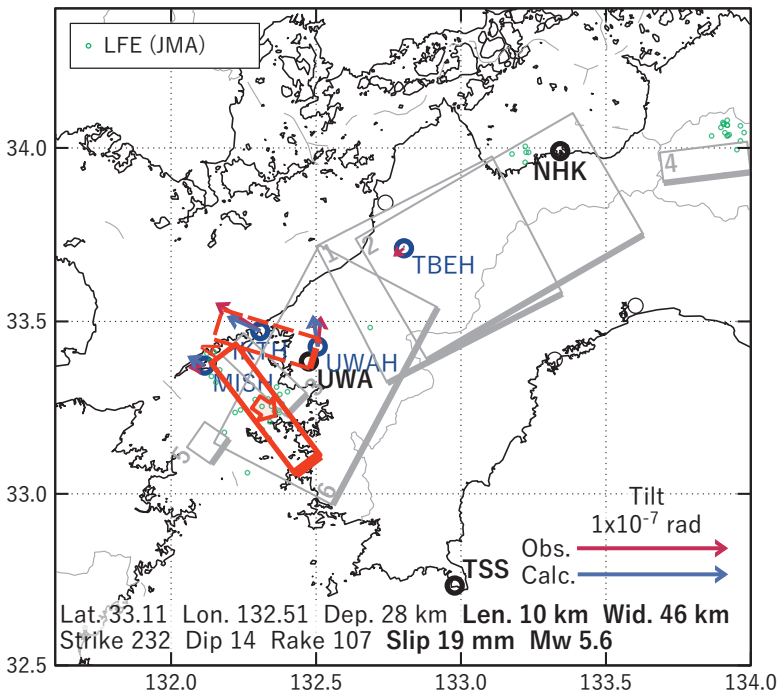 LFE (JMA)
34.0
NHK
4
1
2
TBEH
33.5
UWAH
MISH
UWA
3
5
6
33.0
Tilt
1x10-7 rad
Obs.
Calc.
TSS
Lat. 33.11 Lon. 132.51 Dep. 28 km Len. 10 km Wid. 46 km
Strike 232 Dip 14 Rake 107 Slip 19 mm Mw 5.6
32.5
132.0 132.5 133.0 133.5 134.0